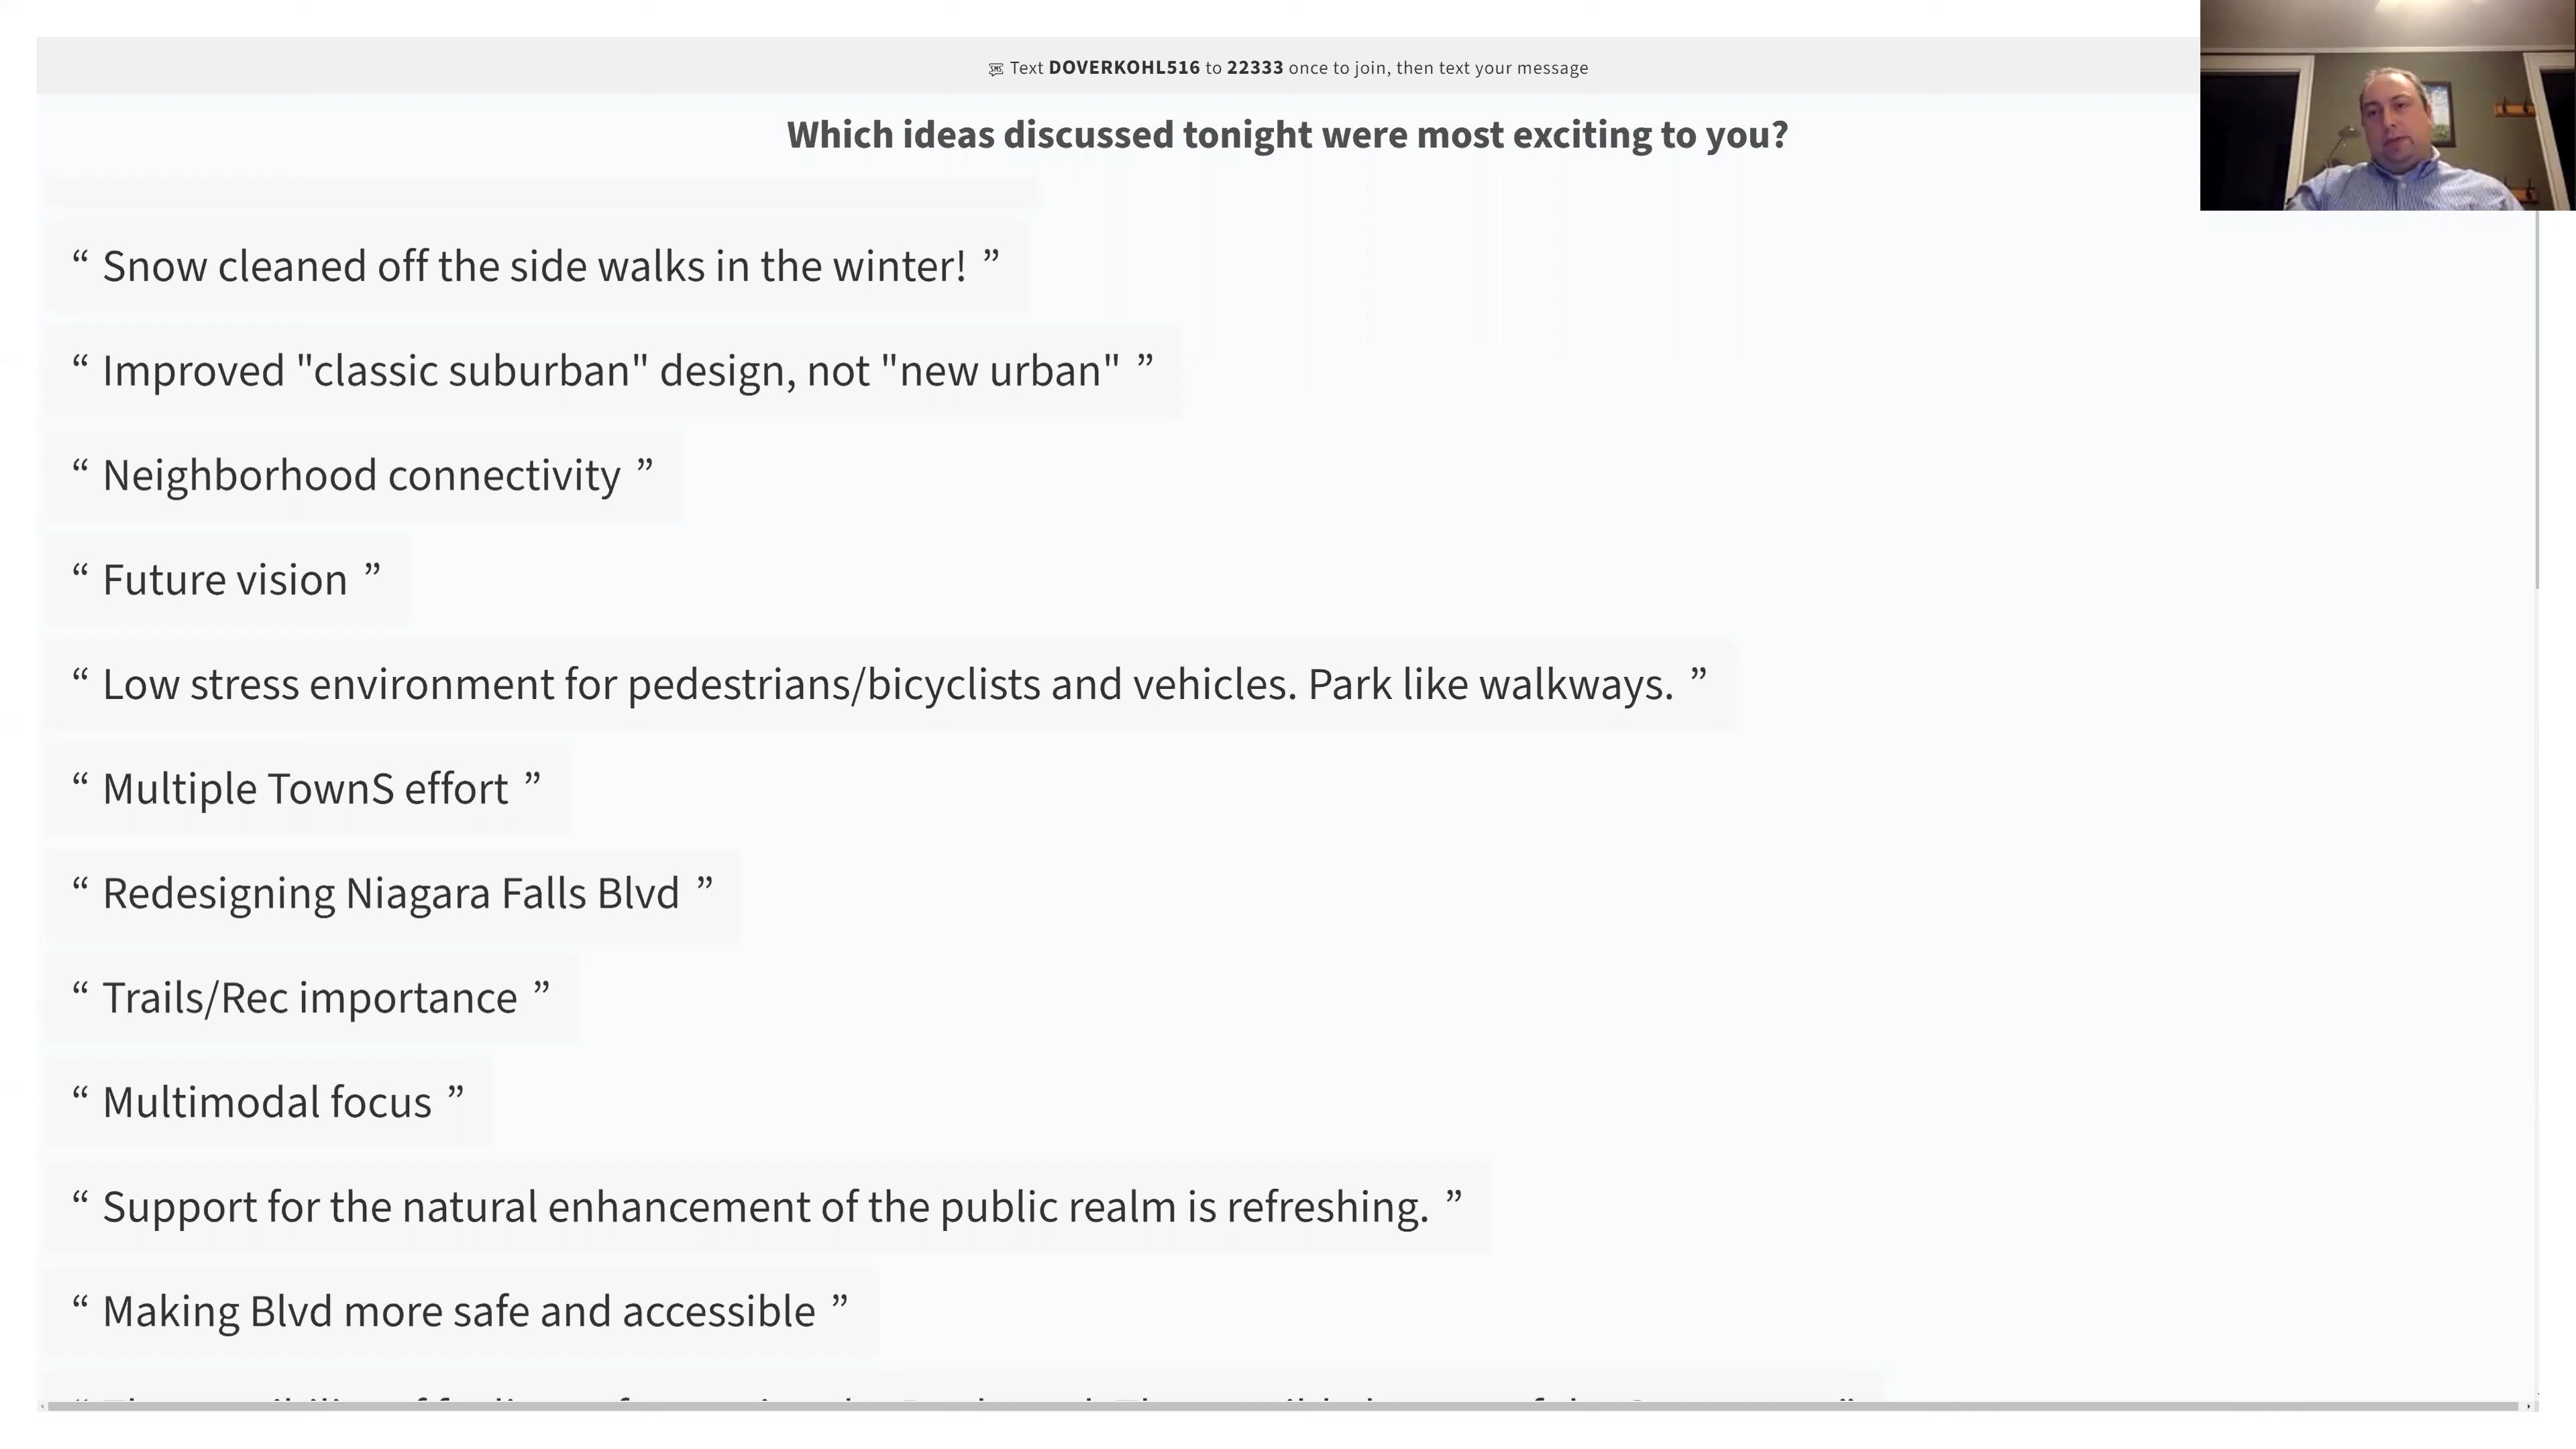 Text DOVERKOHL516 to 22333 once to join, then text your message
Which ideas discussed tonight were most exciting to you?
“ Snow cleaned off the side walks in the winter! ”
“ Improved "classic suburban" design, not "new urban" ”
“ Neighborhood connectivity ”
“ Future vision ”
“ Low stress environment for pedestrians/bicyclists and vehicles. Park like walkways. ”
“ Multiple TownS effort ”
“ Redesigning Niagara Falls Blvd ”
“ Trails/Rec importance ”
“ Multimodal focus ”
“ Support for the natural enhancement of the public realm is refreshing. ”
“ Making Blvd more safe and accessible ”